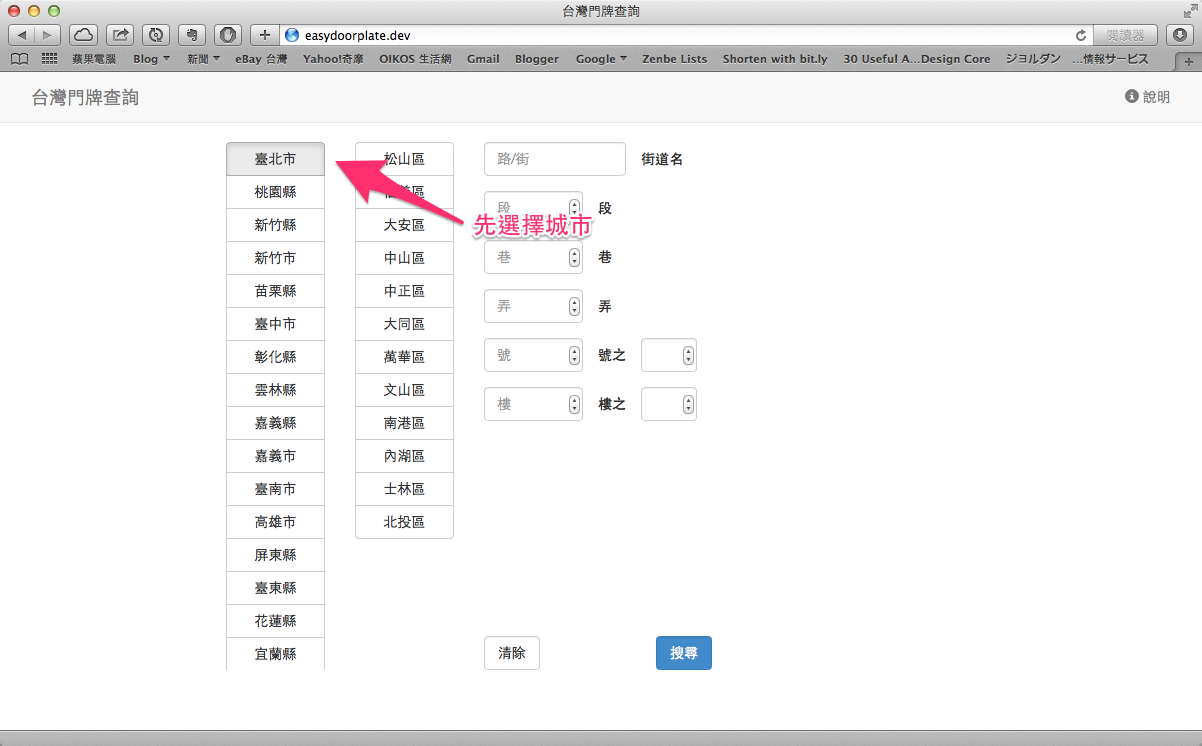 台灣門牌查詢
easydoorplate.dev
閱讀器
蘋果電腦 Blog 新聞 eBay 台灣 Yahoo!奇摩 OIKOS 生活網 Gmail Blogger Google Zenbe Lists Shorten with bit.ly 30 Useful A...Design Core ジョルダン ...情報サービス
台灣門牌查詢
說明
臺北市
桃園縣
新竹縣
新竹市
苗栗縣
臺中市
彰化縣
雲林縣
嘉義縣
嘉義市
臺南市
高雄市
屏東縣
臺東縣
花蓮縣
宜蘭縣
松山區
大安區
中山區
中正區
大同區
萬華區
文山區
南港區
內湖區
士林區
北投區
先選擇城市
路/街 街道名
段 段
巷 巷
弄 弄
號 號之
樓 樓之
清除
搜尋